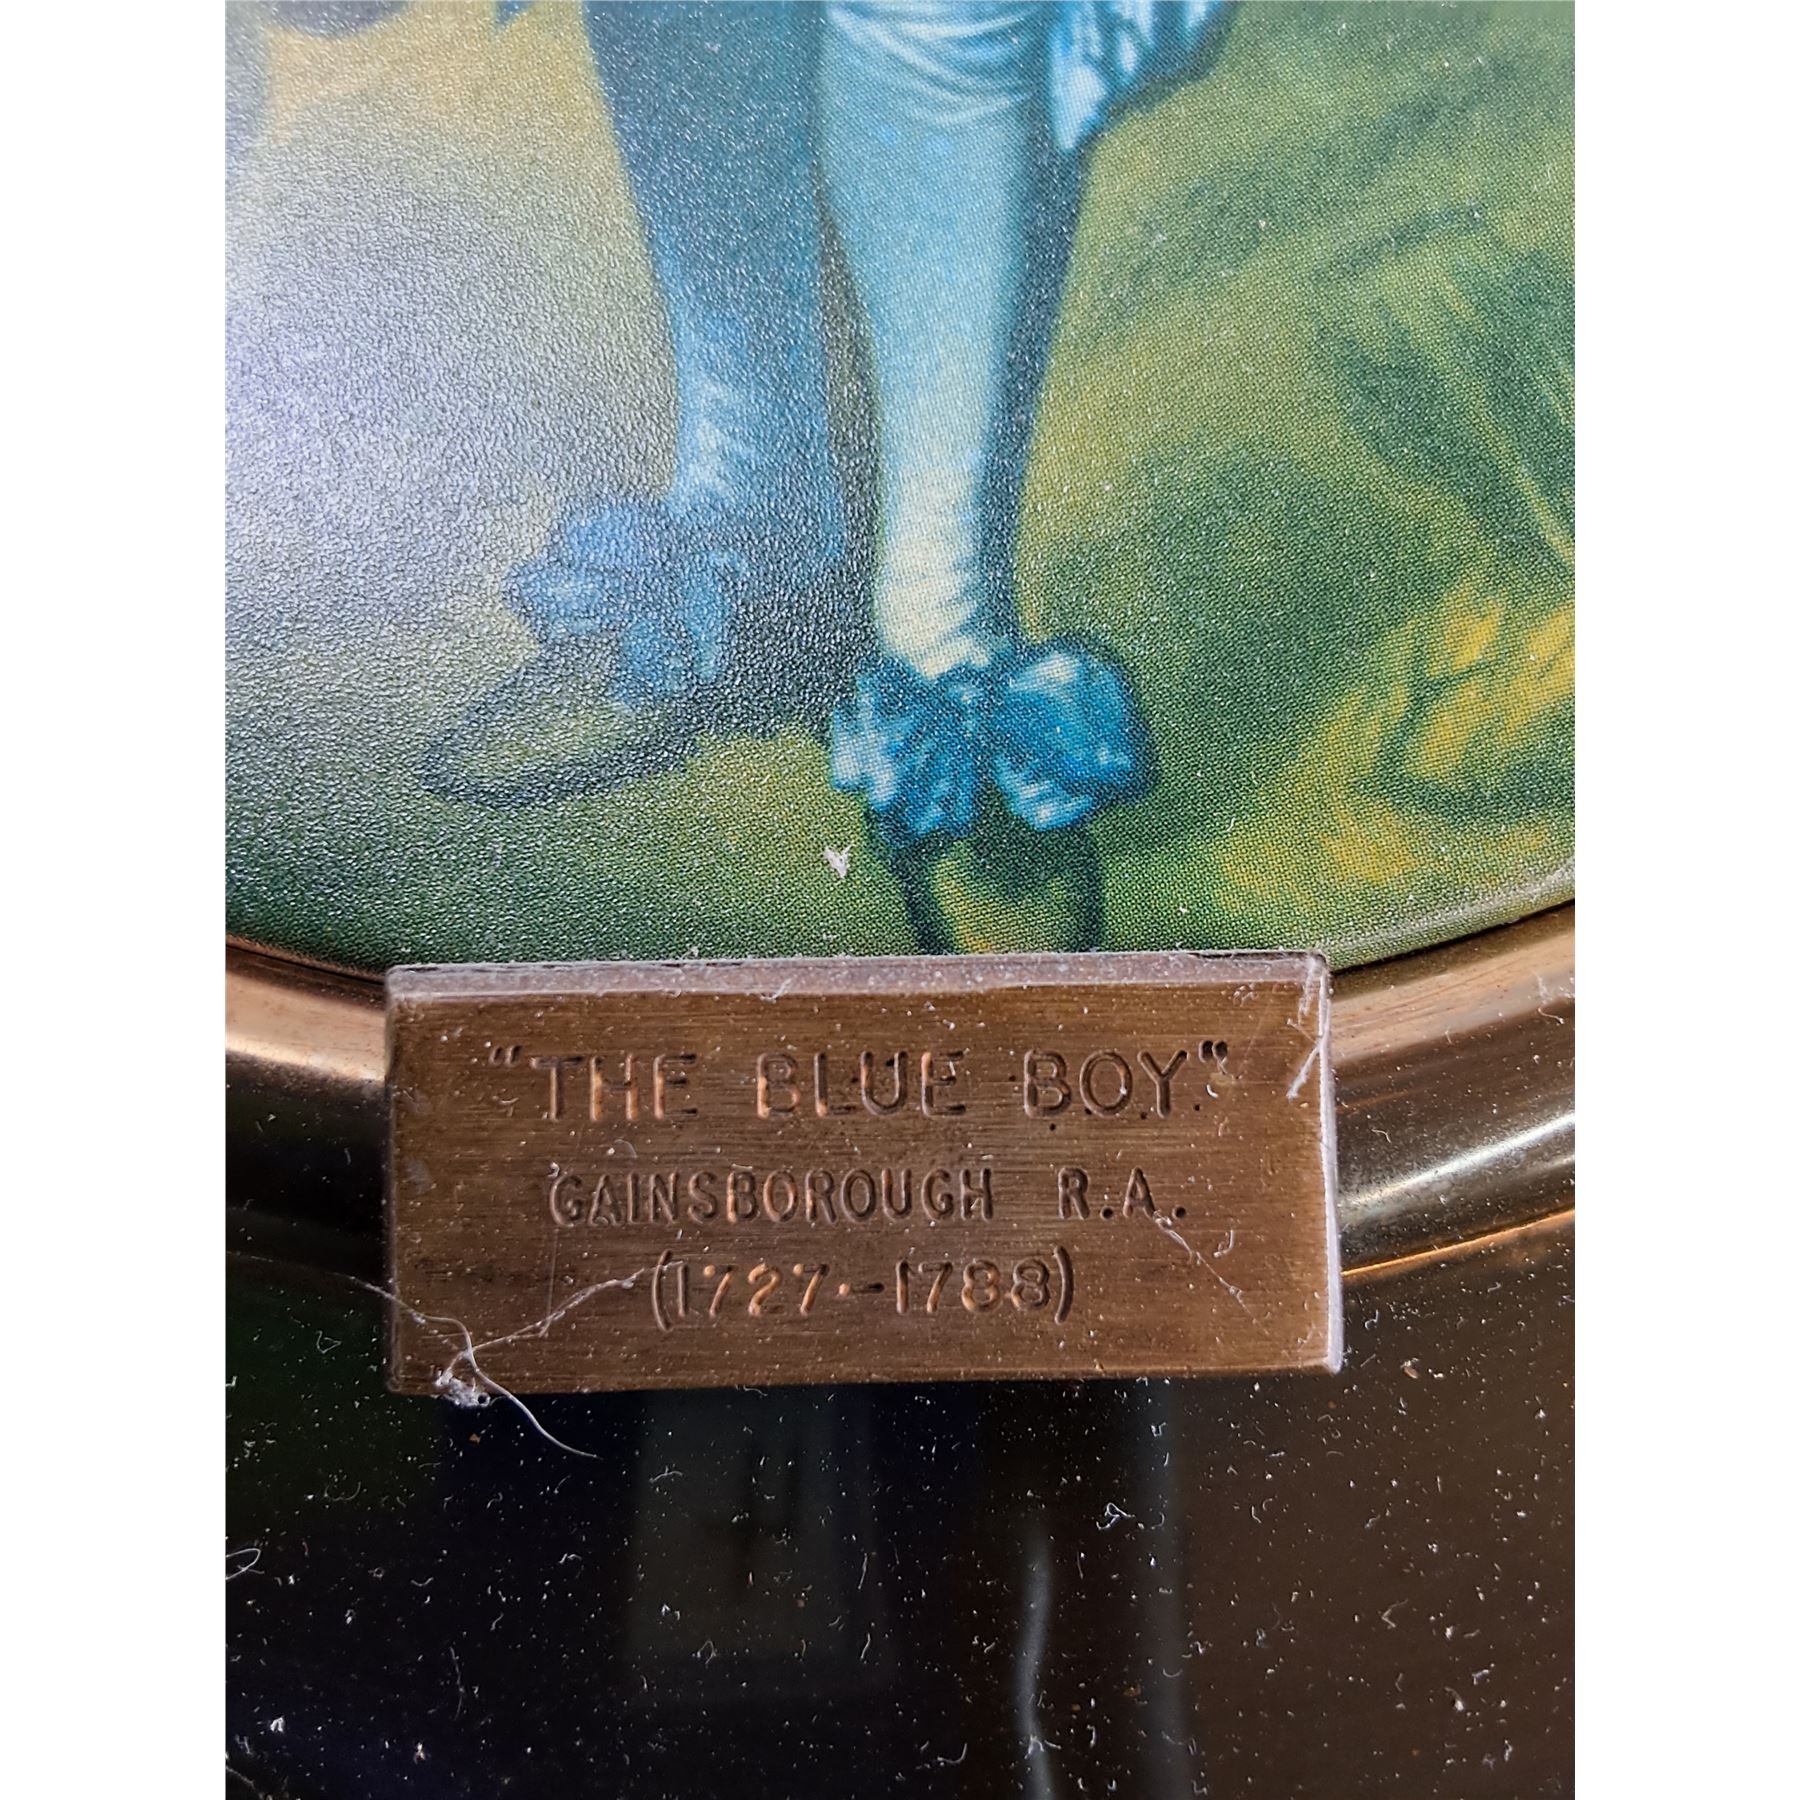 "THE BLUE BOY"
GAINSBOROUGH R.A.
(1727-1788)